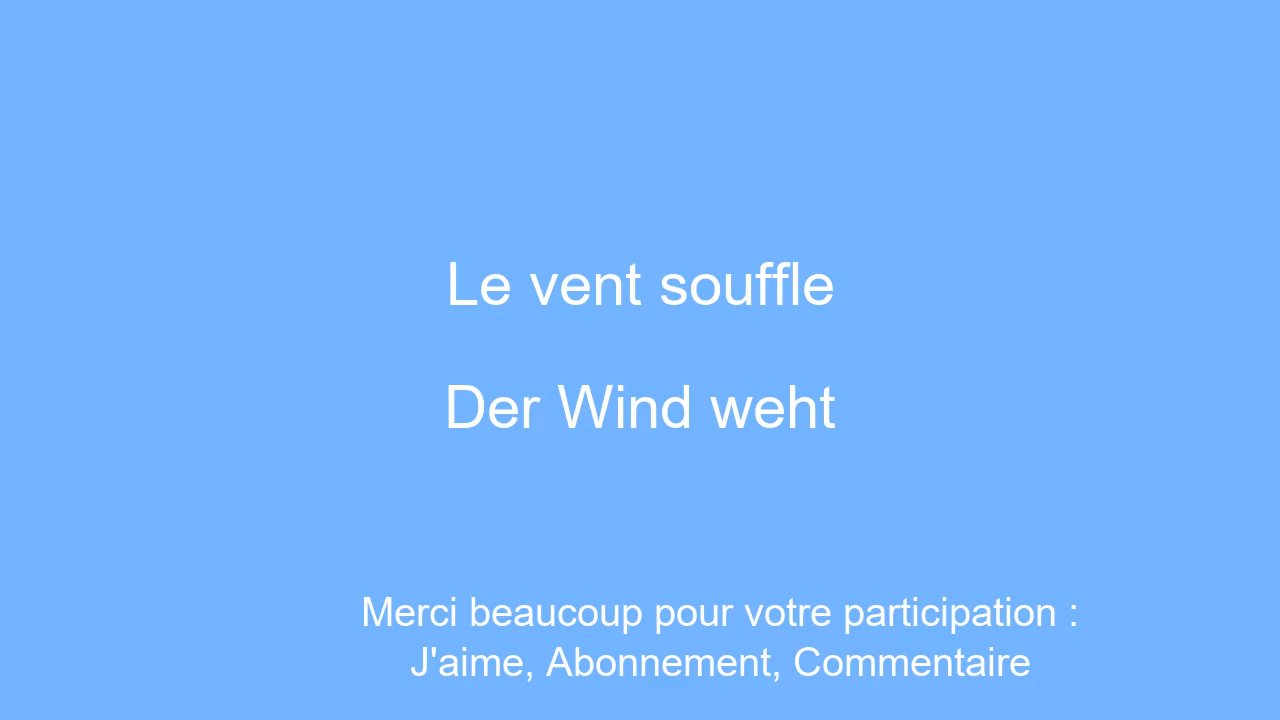 Le vent souffle
Der Wind weht
Merci beaucoup pour votre participation :
J'aime, Abonnement, Commentaire